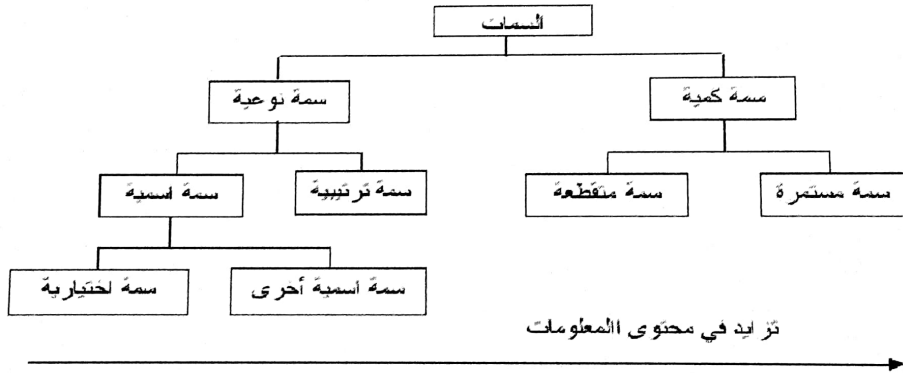 السمات
سمة كمية
سمة نوعية
سمة مستمرة
سمة متقطعة
سمة ترتيبية
سمة اسمية
سمة اسمية أخرى
سمة اختيارية
تزايد في محتوى االمعلومات